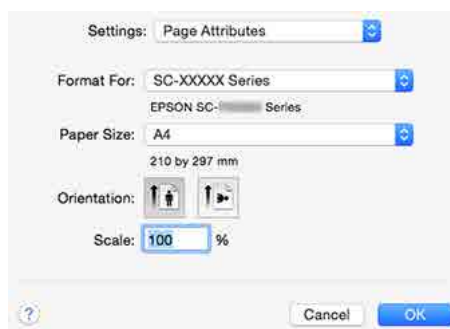 Settings: Page Attributes
Format For: SC-XXXXX Series
EPSON SC- Series
Paper Size: A4
210 by 297 mm
Orientation:
Scale: 100 %
? Cancel OK